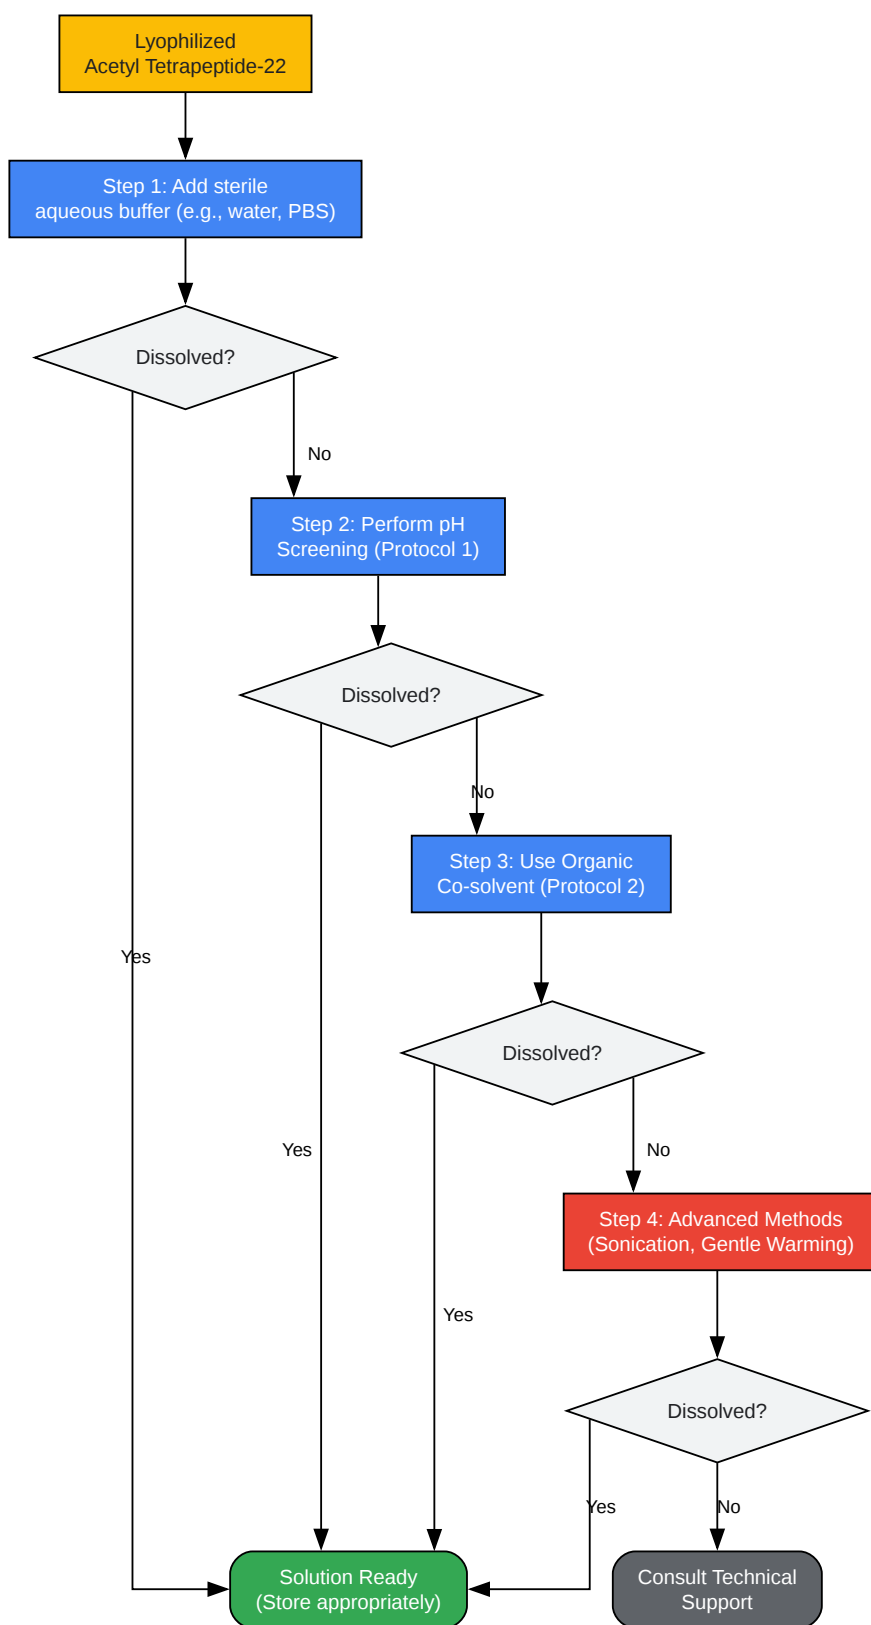 Lyophilized
Acetyl Tetrapeptide-22
Step 1: Add sterile
aqueous buffer (e.g., water, PBS)
Dissolved?
No
Step 2: Perform pH
Screening (Protocol 1)
Dissolved?
No
Step 3: Use Organic
Co-solvent (Protocol 2)
Yes
Dissolved?
Yes
No
Step 4: Advanced Methods
(Sonication, Gentle Warming)
Yes
Dissolved?
Yes
No
Solution Ready
(Store appropriately)
Consult Technical
Support